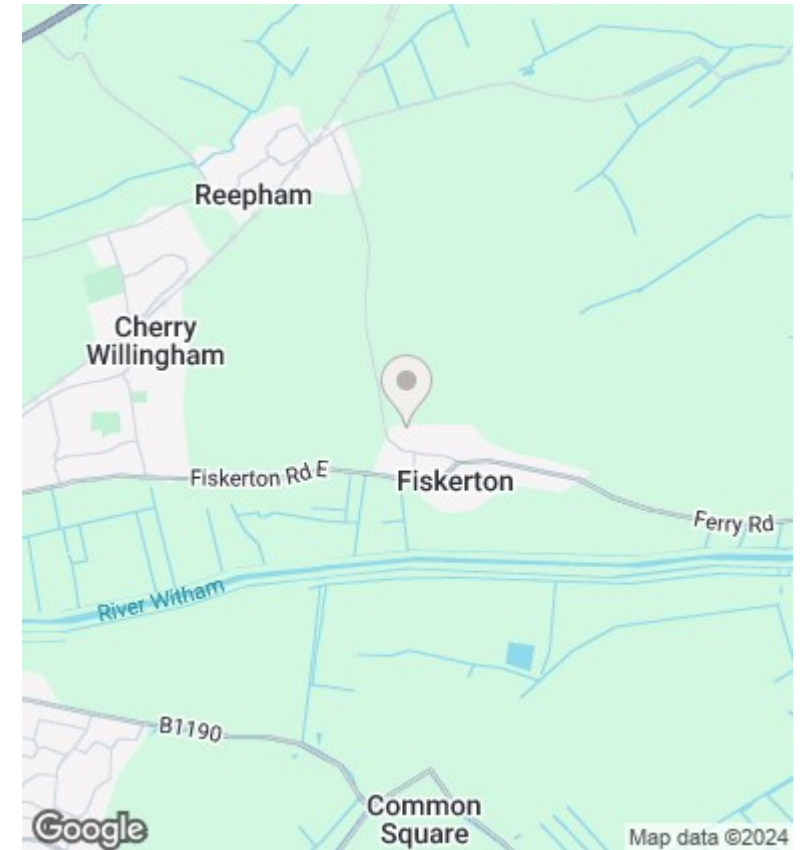 Reepham
Cherry
Willingham
Fiskerton Rd E
Fiskerton
Ferry Rd
River Witham
B1190
Common
Square
Google
Map data ©2024